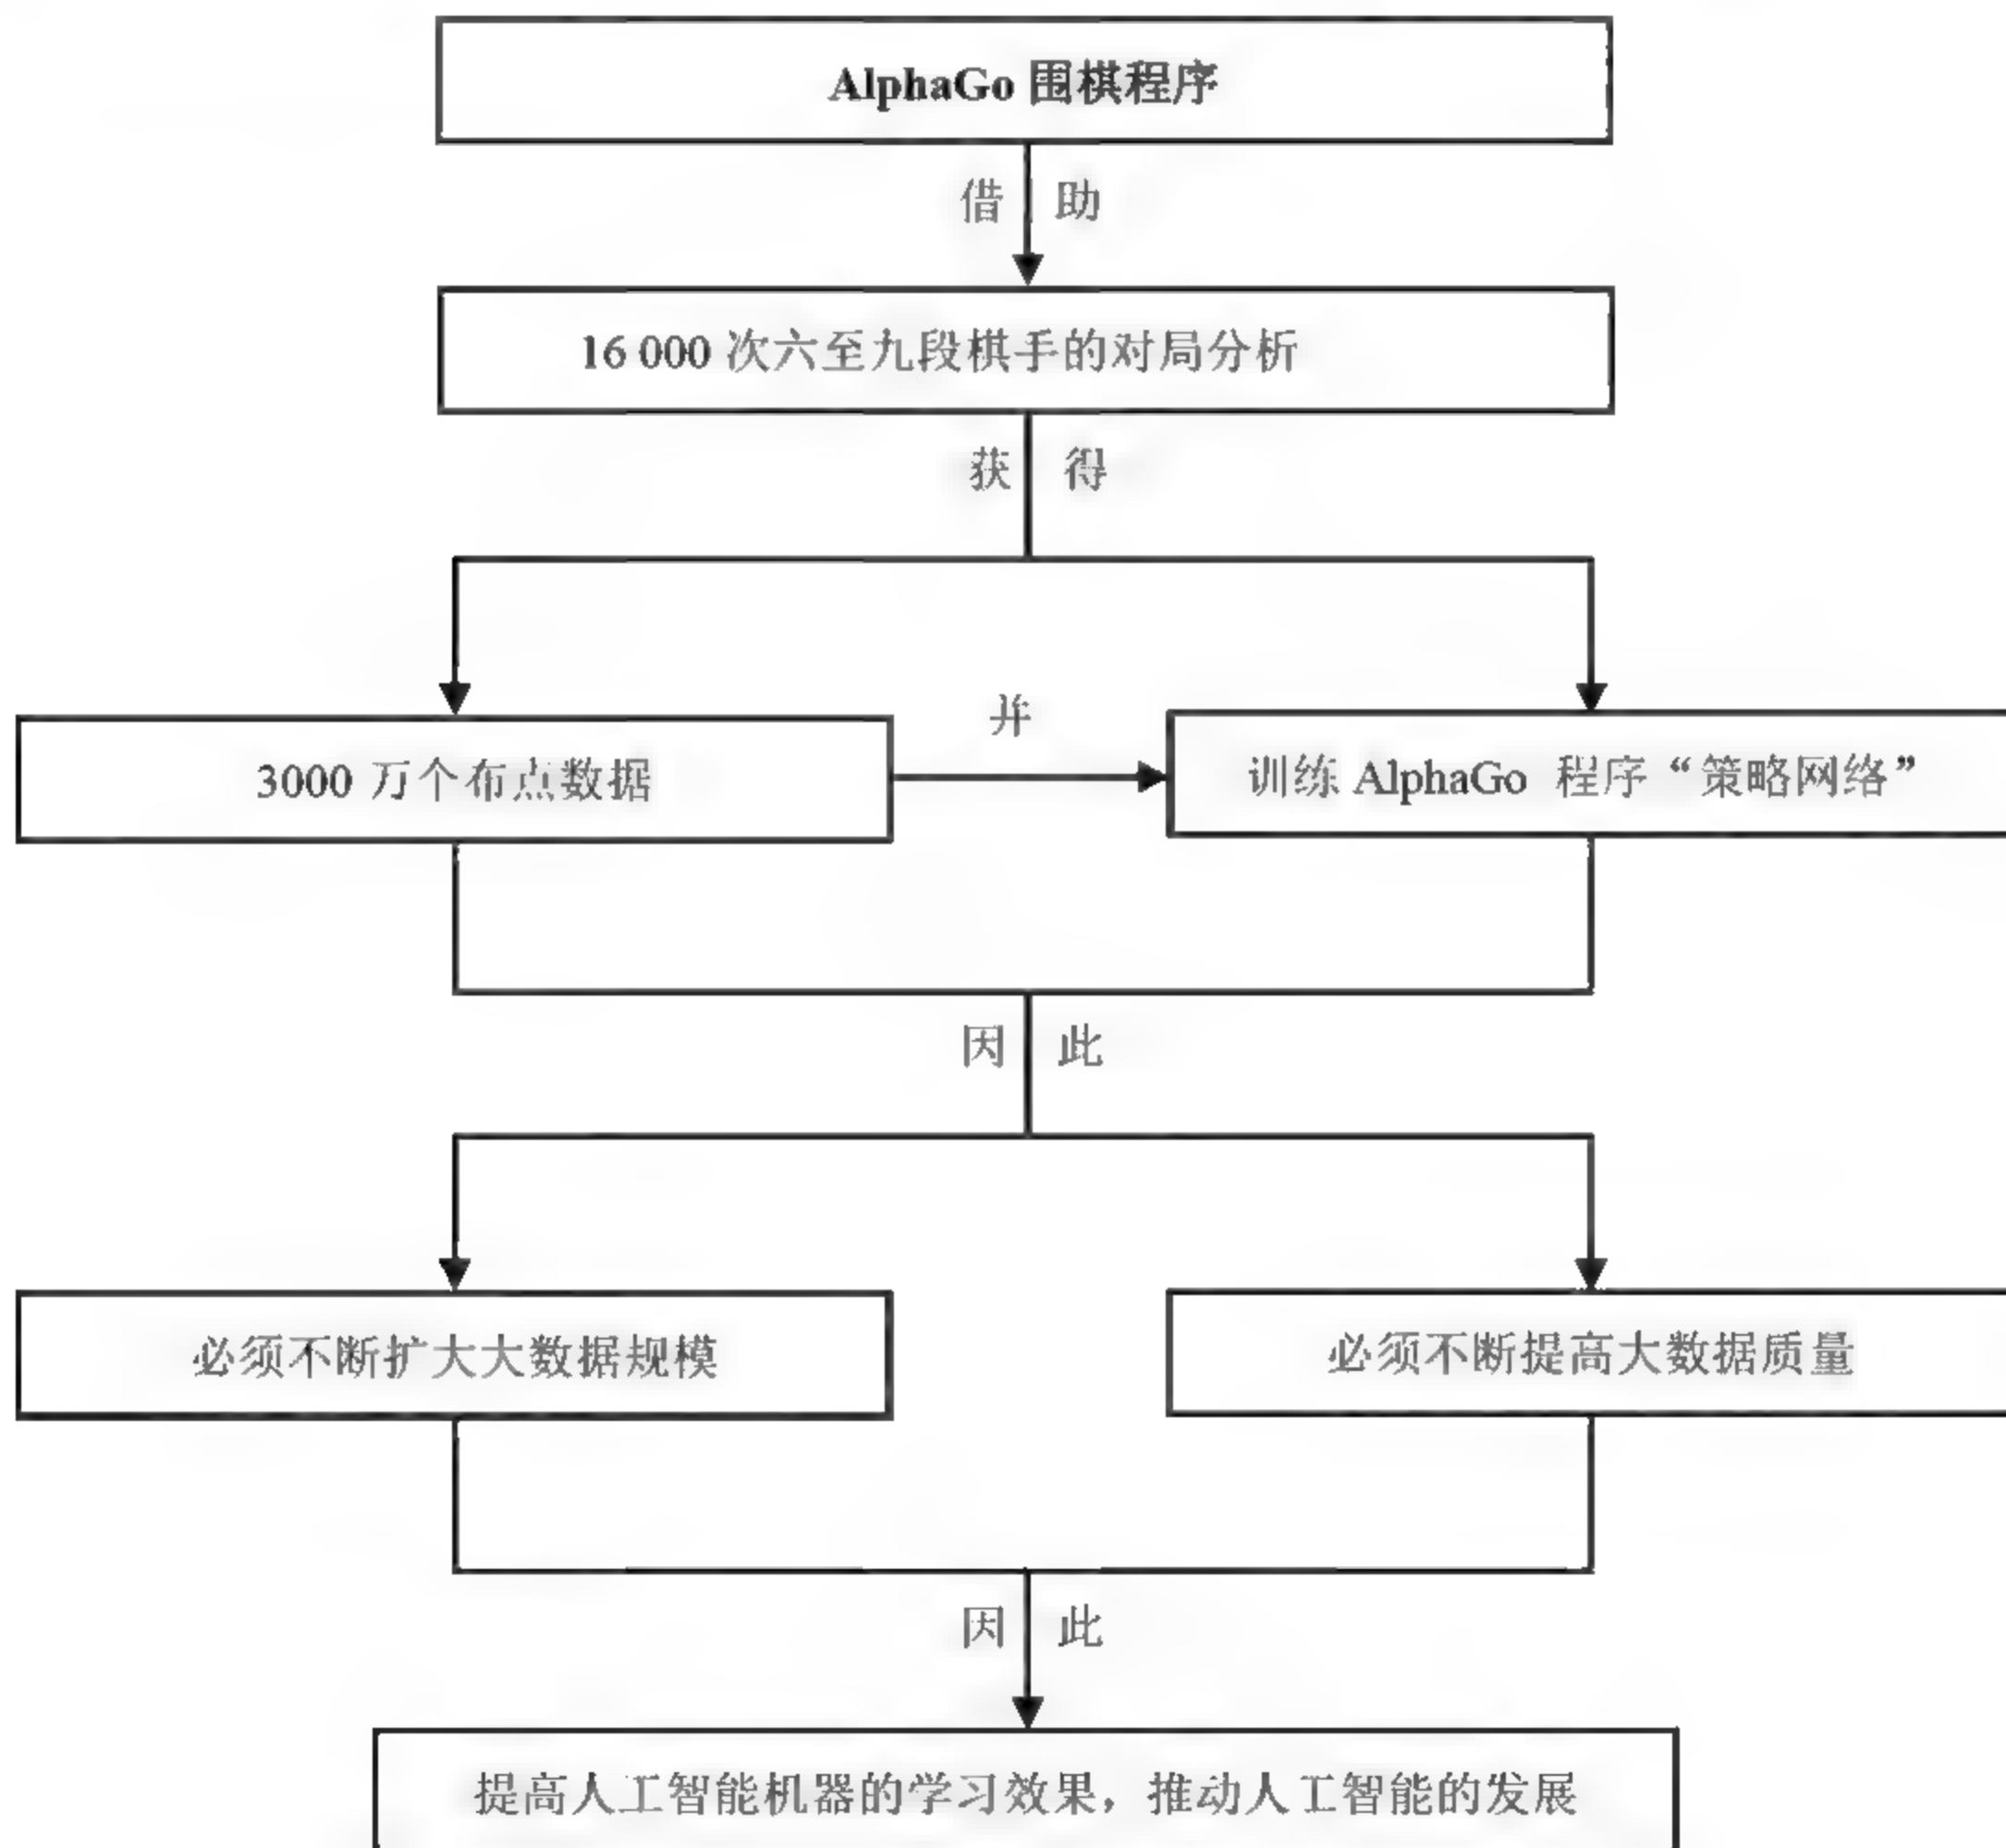 AlphaGo 围棋程序
借助
16 000 次六至九段棋手的对局分析
获得
并
3000 万个布点数据
训练 AlphaGo 程序“策略网络”
因此
必须不断扩大大数据规模
必须不断提高大数据质量
因此
提高人工智能机器的学习效果，推动人工智能的发展